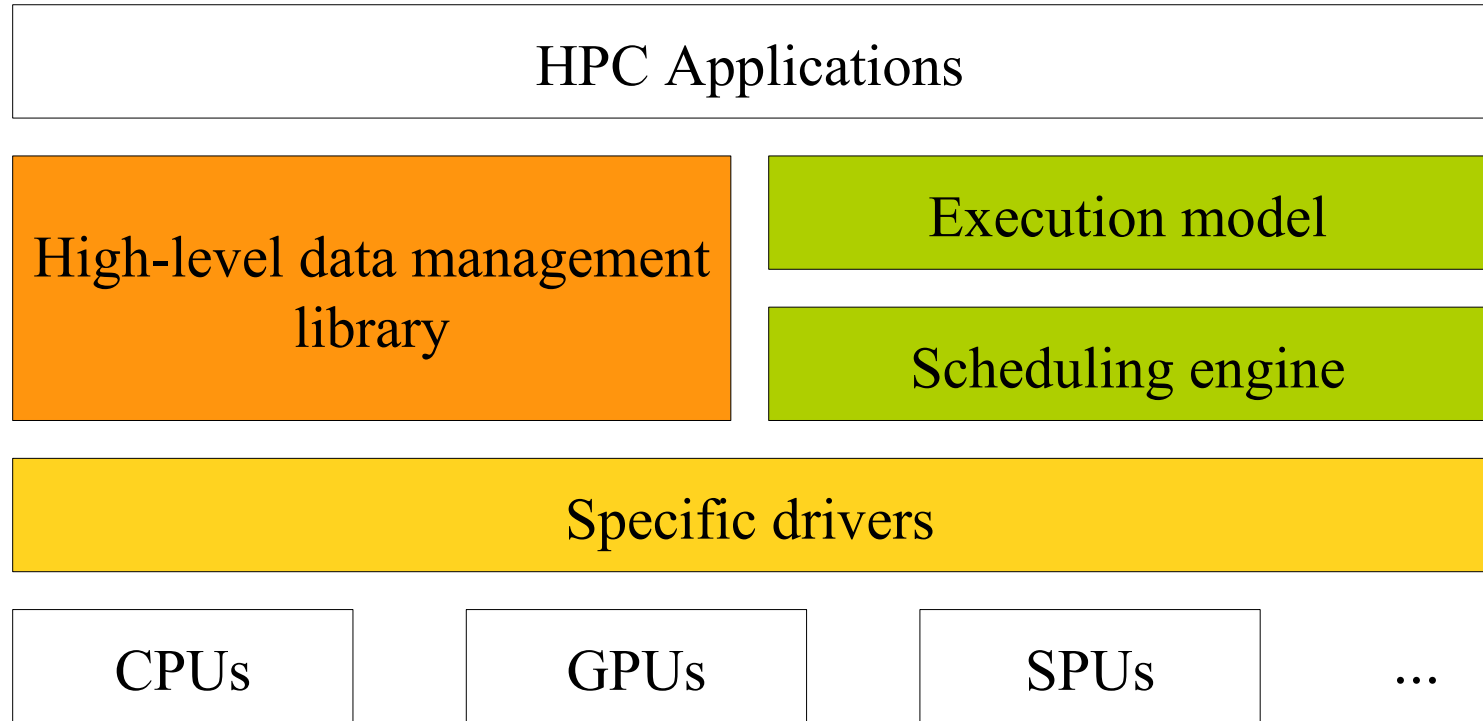 HPC Applications
High-level data management
library
Execution model
Scheduling engine
Specific drivers
CPUs
GPUs
SPUs
...